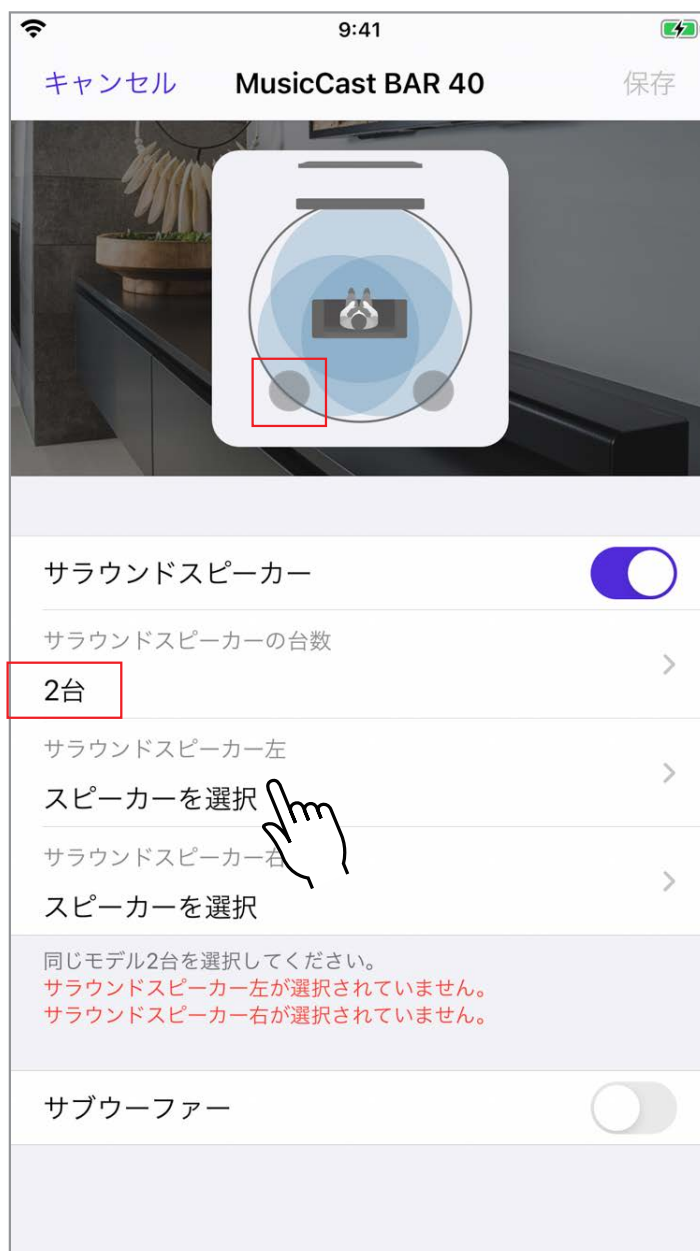 9:41
キャンセル MusicCast BAR 40 保存
サラウンドスピーカー
サラウンドスピーカーの台数
2台
サラウンドスピーカー左
スピーカーを選択
サラウンドスピーカー右
スピーカーを選択
同じモデル2台を選択してください。
サラウンドスピーカー左が選択されていません。
サラウンドスピーカー右が選択されていません。
サブウーファー